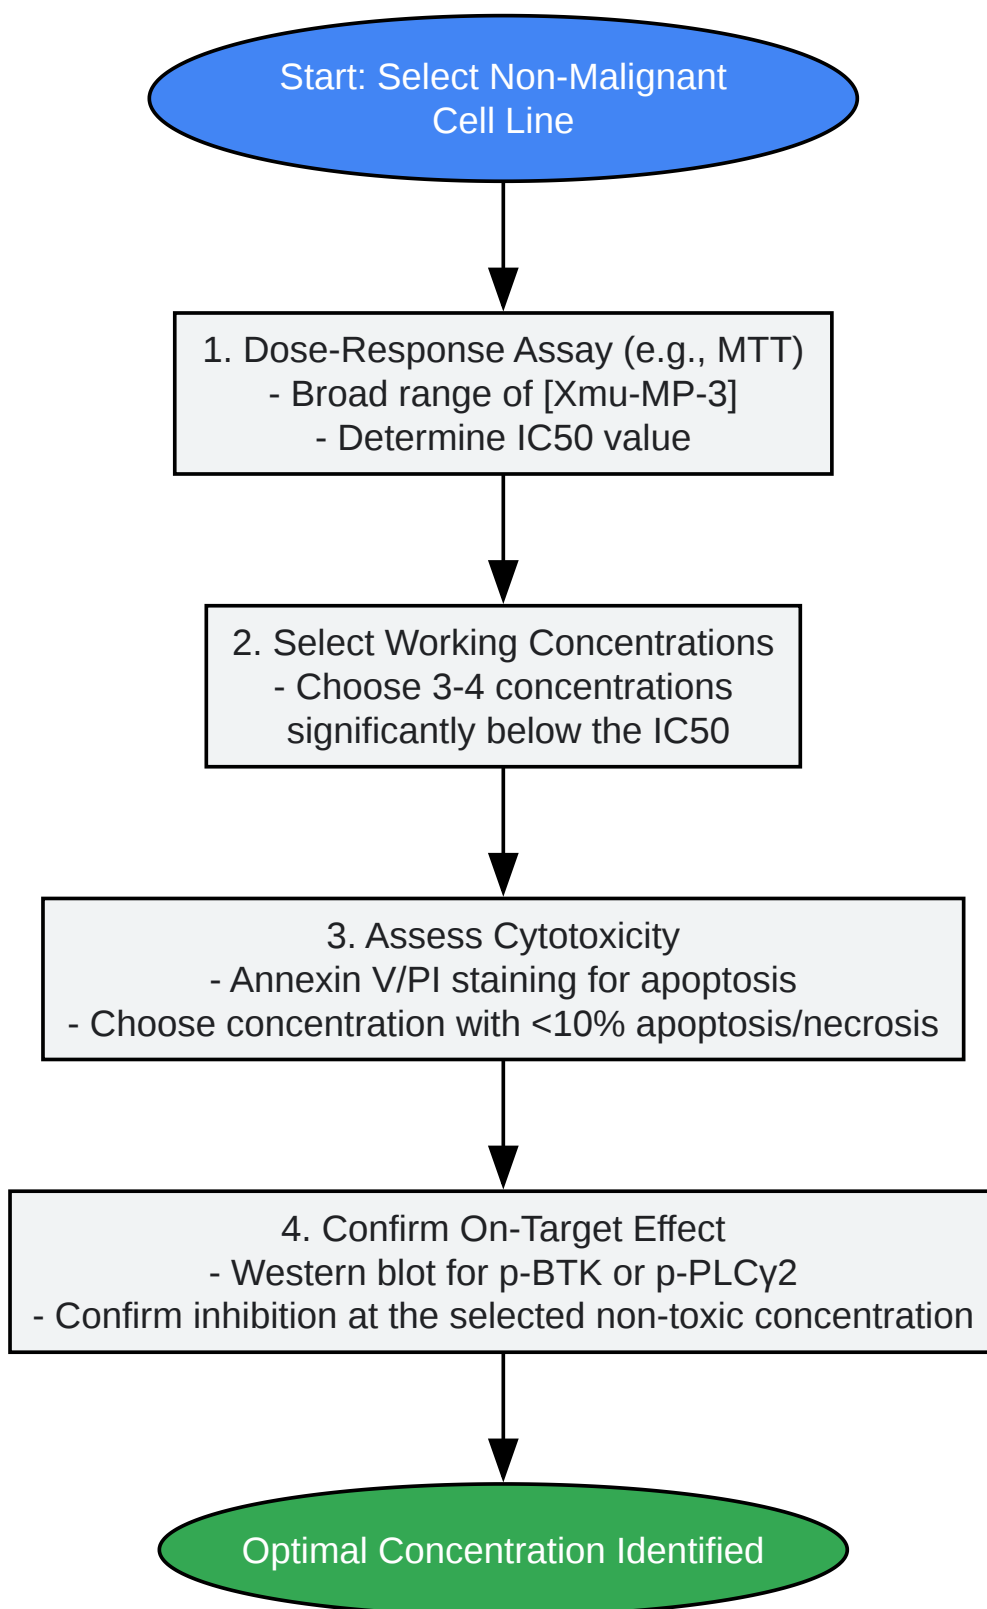 Start: Select Non-Malignant
Cell Line
1. Dose-Response Assay (e.g., MTT)
- Broad range of [Xmu-MP-3]
- Determine IC50 value
2. Select Working Concentrations
- Choose 3-4 concentrations
significantly below the IC50
3. Assess Cytotoxicity
- Annexin V/PI staining for apoptosis
- Choose concentration with <10% apoptosis/necrosis
4. Confirm On-Target Effect
- Western blot for p-BTK or p-PLCγ2
- Confirm inhibition at the selected non-toxic concentration
Optimal Concentration Identified